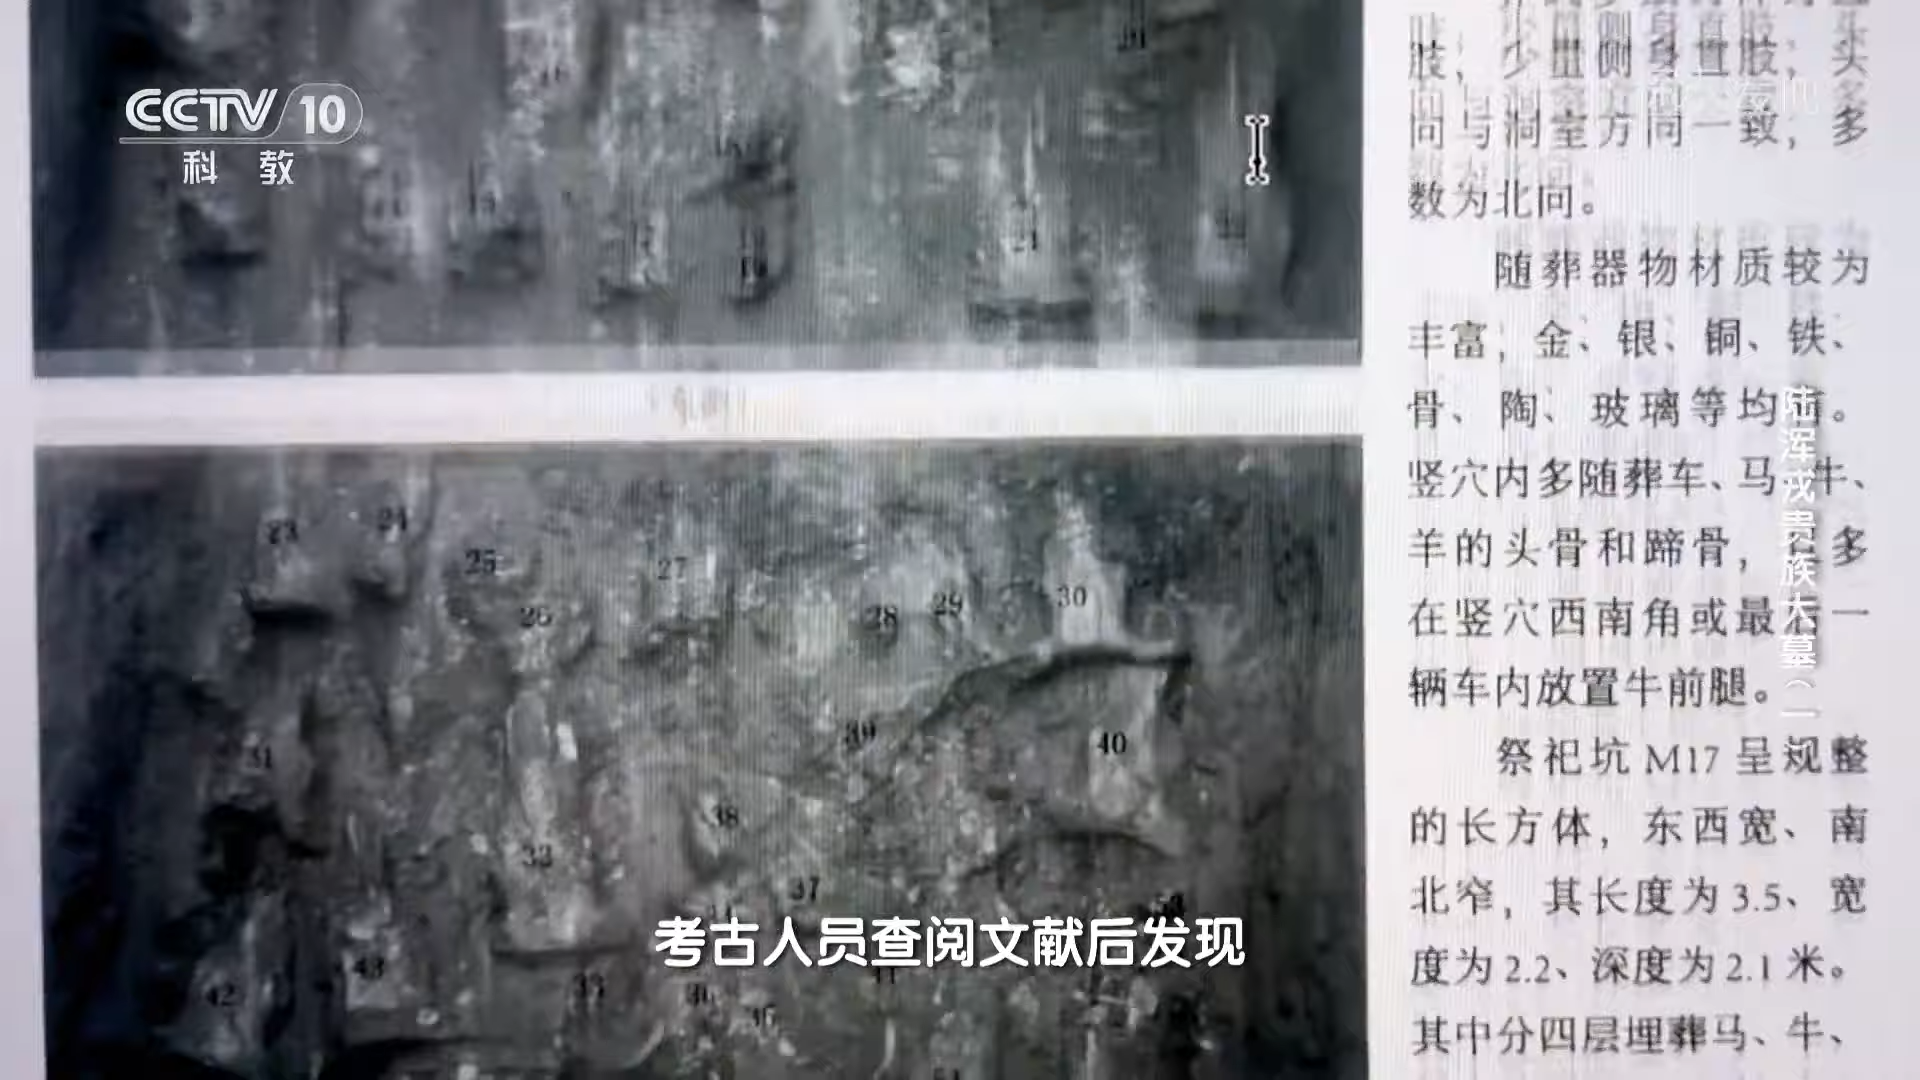 CCTV 10
科 教
23
24
25
26
27
28
29
30
31
39
40
38
33
37
42
43
肢，少量侧身直肢，头
向与洞室方向一致，多
数为北向。
随葬器物材质较为
丰富，金、银、铜、铁、
骨、陶、玻璃等均有。
竖穴内多随葬车、马、牛、
羊的头骨和蹄骨，多
在竖穴西南角或最后一
辆车内放置牛前腿。
祭祀坑 M17 呈规整
的长方体，东西宽、南
北窄，其长度为 3.5、宽
度为 2.2、深度为 2.1 米。
其中分四层埋葬马、牛、
陆浑戎贵族大墓（一
考古人员查阅文献后发现